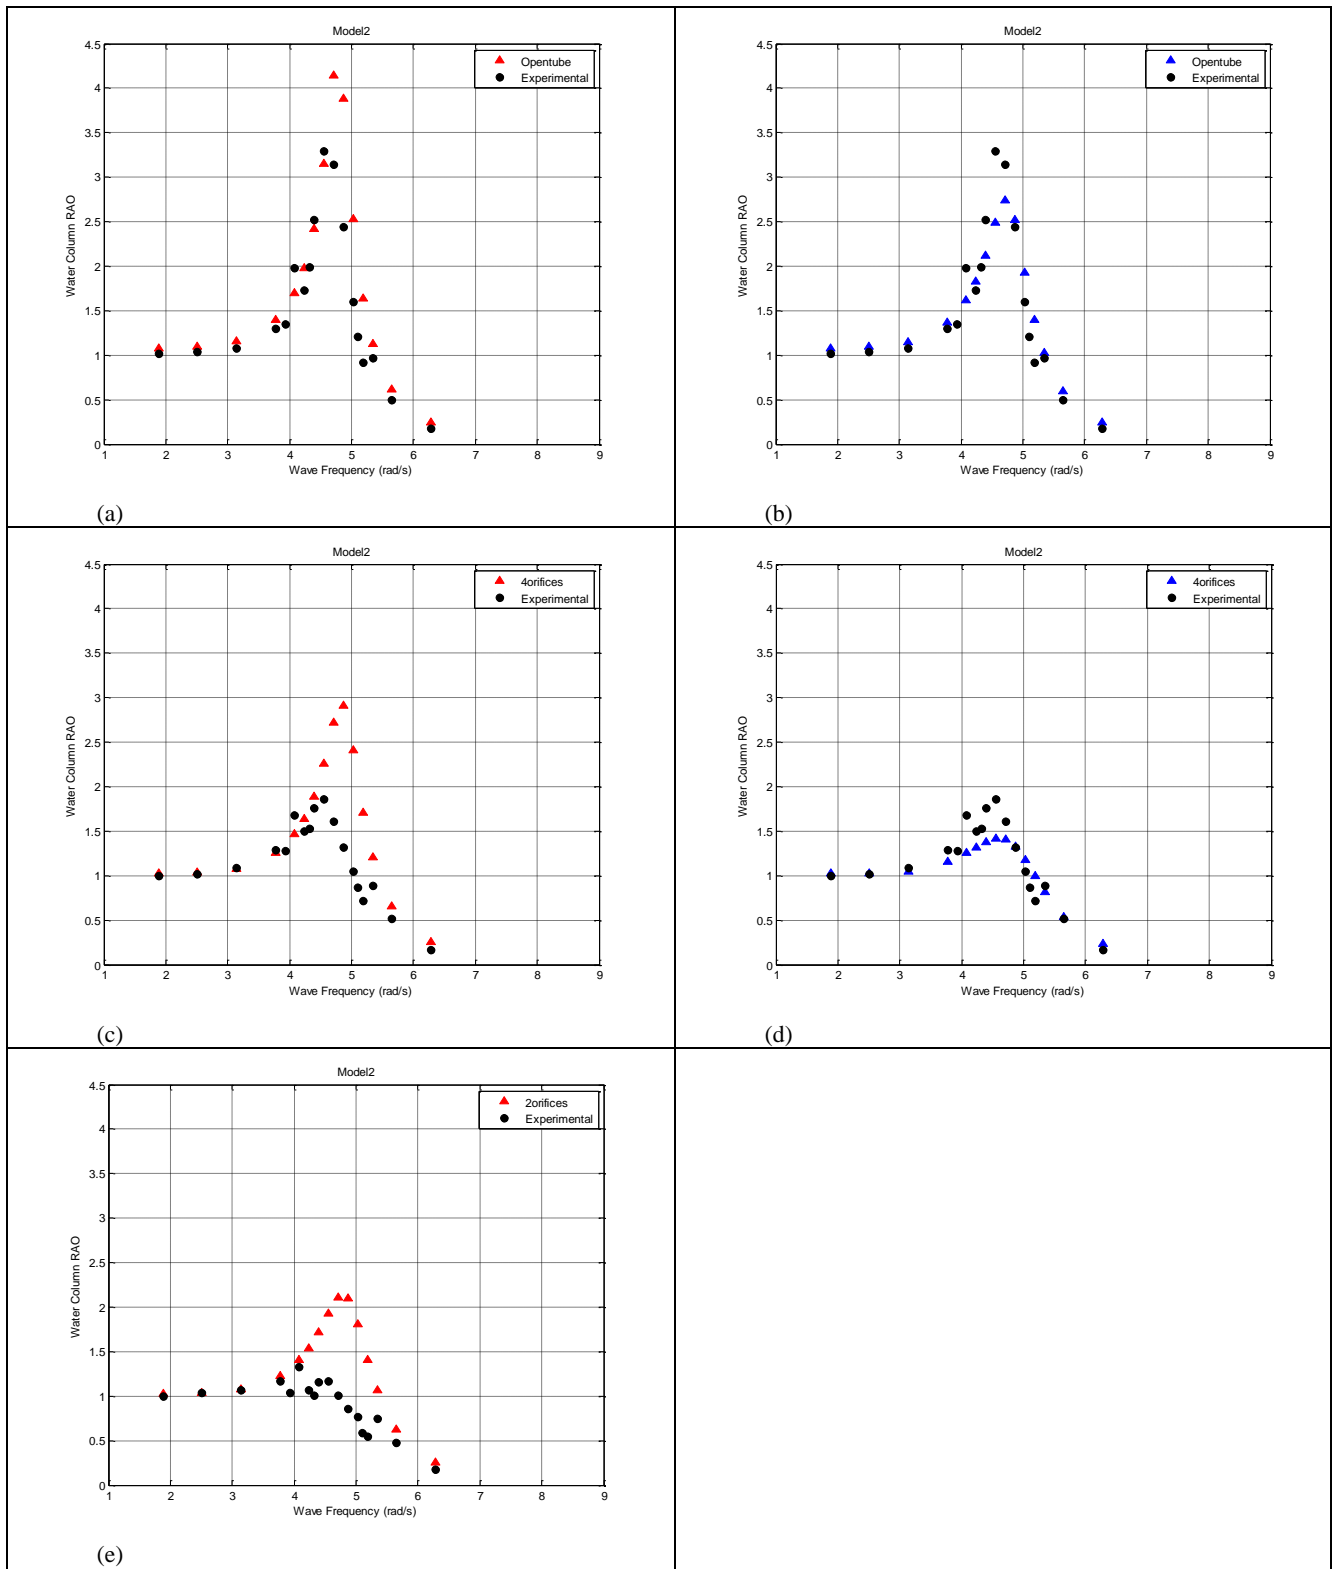 Model2
4.5
4
3.5
3
2.5
2
1.5
1
0.5
0
Water Column RAO
Opentube
Experimental
1 2 3 4 5 6 7 8 9
Wave Frequency (rad/s)
(a)
Model2
4.5
4
3.5
3
2.5
2
1.5
1
0.5
0
Water Column RAO
Opentube
Experimental
1 2 3 4 5 6 7 8 9
Wave Frequency (rad/s)
(b)
Model2
4.5
4
3.5
3
2.5
2
1.5
1
0.5
0
Water Column RAO
4orifices
Experimental
1 2 3 4 5 6 7 8 9
Wave Frequency (rad/s)
(c)
Model2
4.5
4
3.5
3
2.5
2
1.5
1
0.5
0
Water Column RAO
4orifices
Experimental
1 2 3 4 5 6 7 8 9
Wave Frequency (rad/s)
(d)
Model2
4.5
4
3.5
3
2.5
2
1.5
1
0.5
0
Water Column RAO
2orifices
Experimental
1 2 3 4 5 6 7 8 9
Wave Frequency (rad/s)
(e)